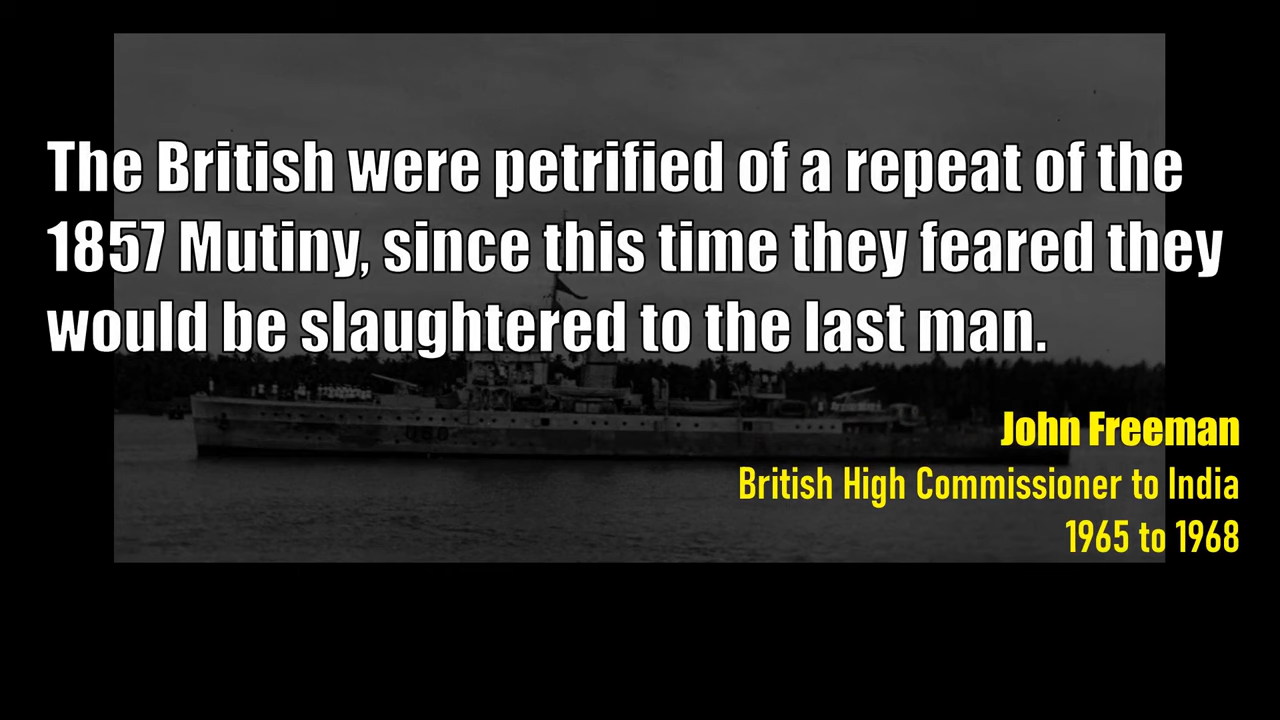 The British were petrified of a repeat of the
1857 Mutiny, since this time they feared they
would be slaughtered to the last man.
John Freeman
British High Commissioner to India
1965 to 1968